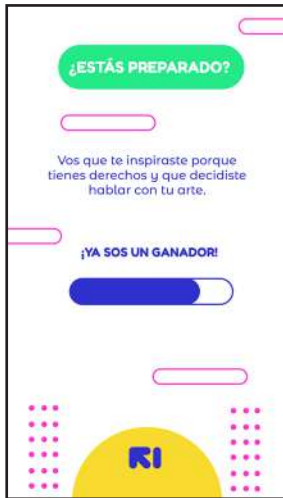 ¿ESTÁS PREPARADO?
Vos que te inspiraste porque
tienes derechos y que decidiste
hablar con tu arte.
¡YA SOS UN GANADOR!